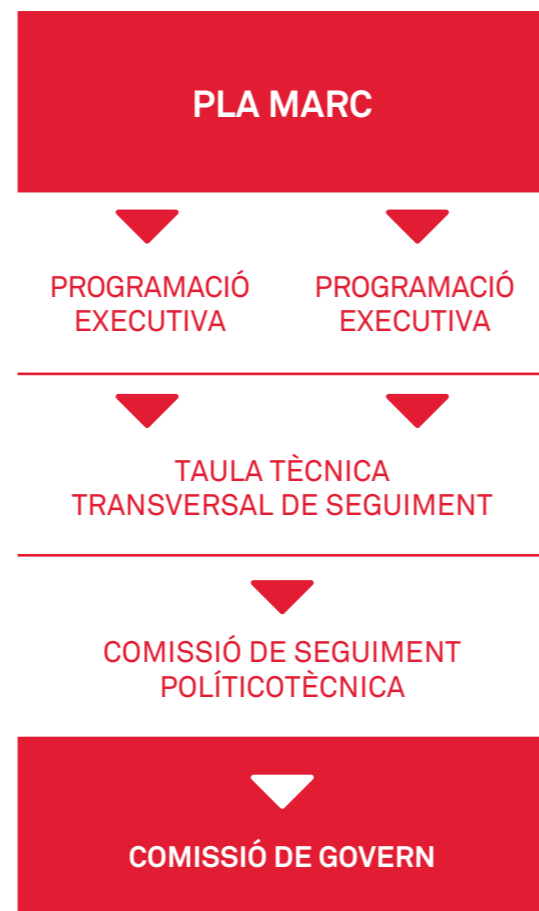 PLA MARC
PROGRAMACIÓ
EXECUTIVA
PROGRAMACIÓ
EXECUTIVA
TAULA TÈCNICA
TRANSVERSAL DE SEGUIMENT
COMISSIÓ DE SEGUIMENT
POLÍTICOTÈCNICA
COMISSIÓ DE GOVERN